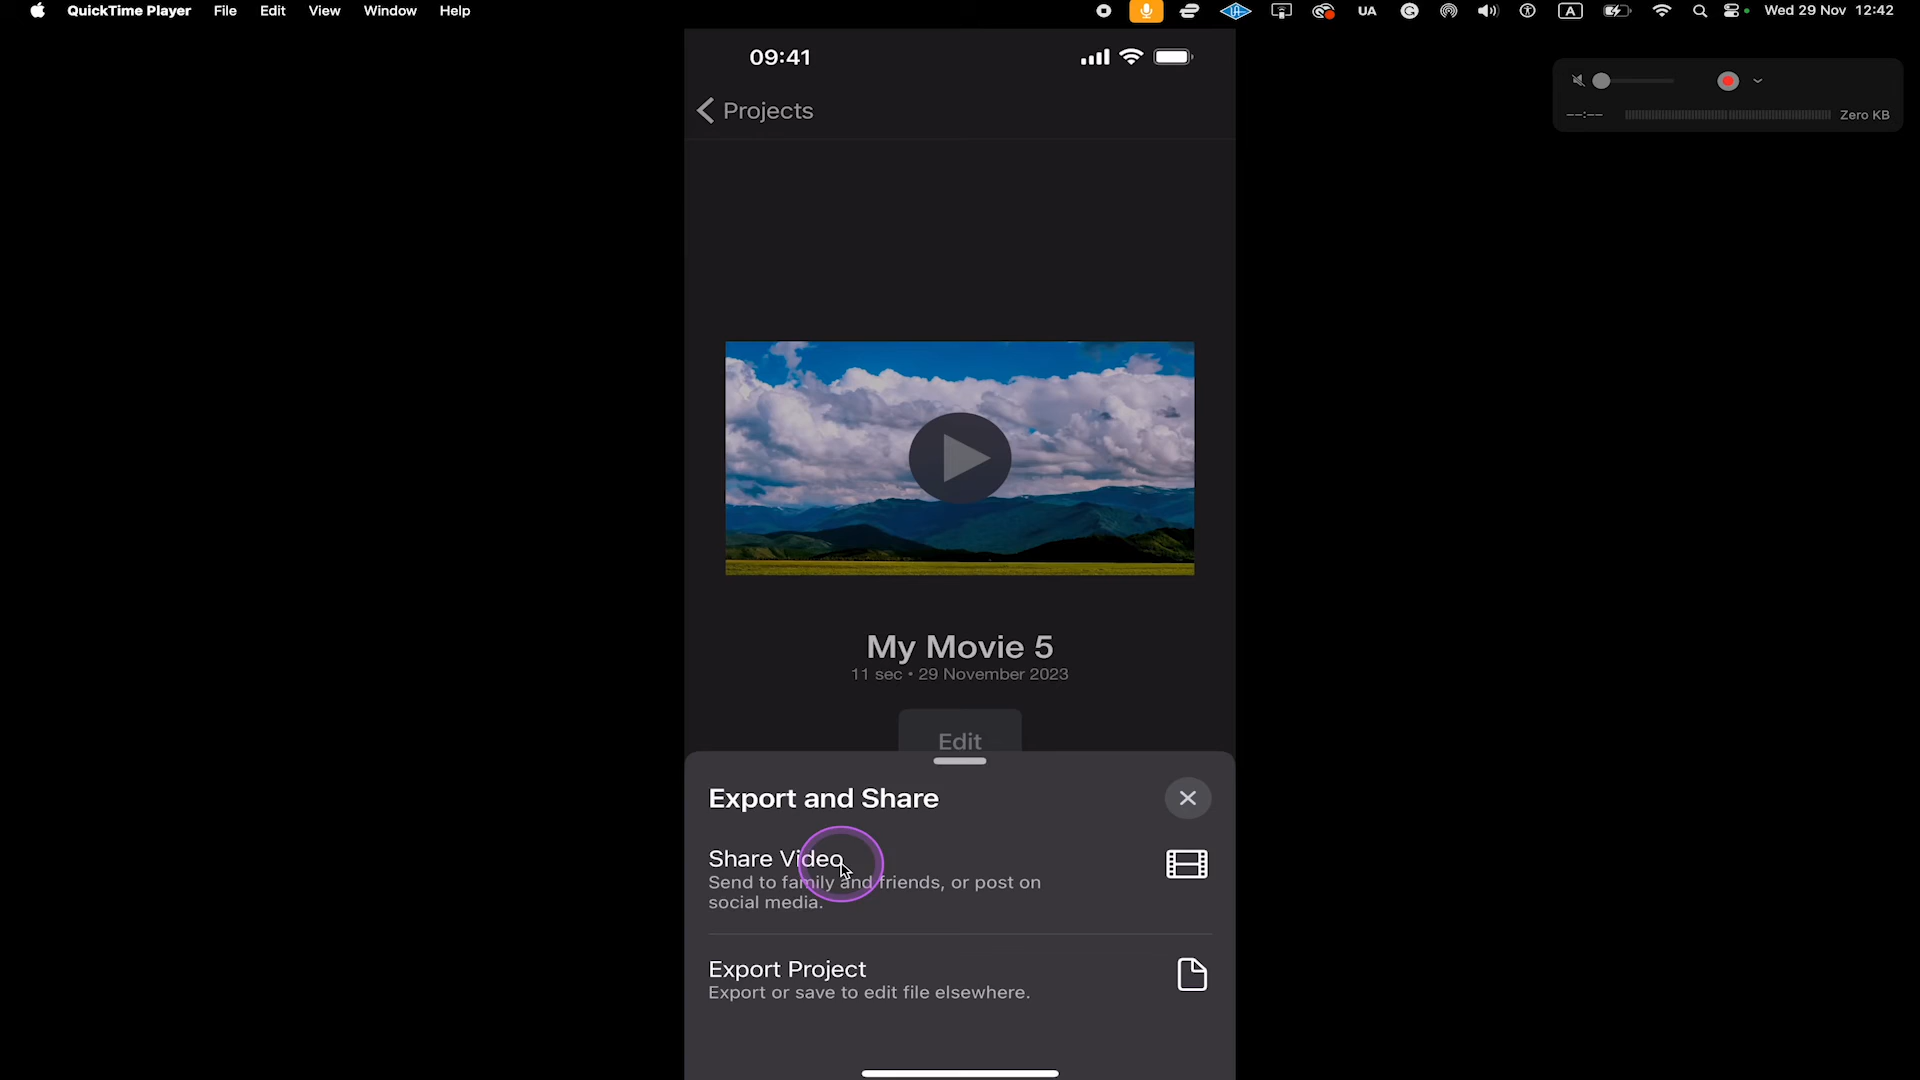 QuickTime Player File Edit View Window Help UA A Wed 29 Nov 12:42
09:41
--:-- Zero KB
Projects
My Movie 5
11 sec • 29 November 2023
Edit
Export and Share
Share Video
Send to family and friends, or post on
social media.
Export Project
Export or save to edit file elsewhere.